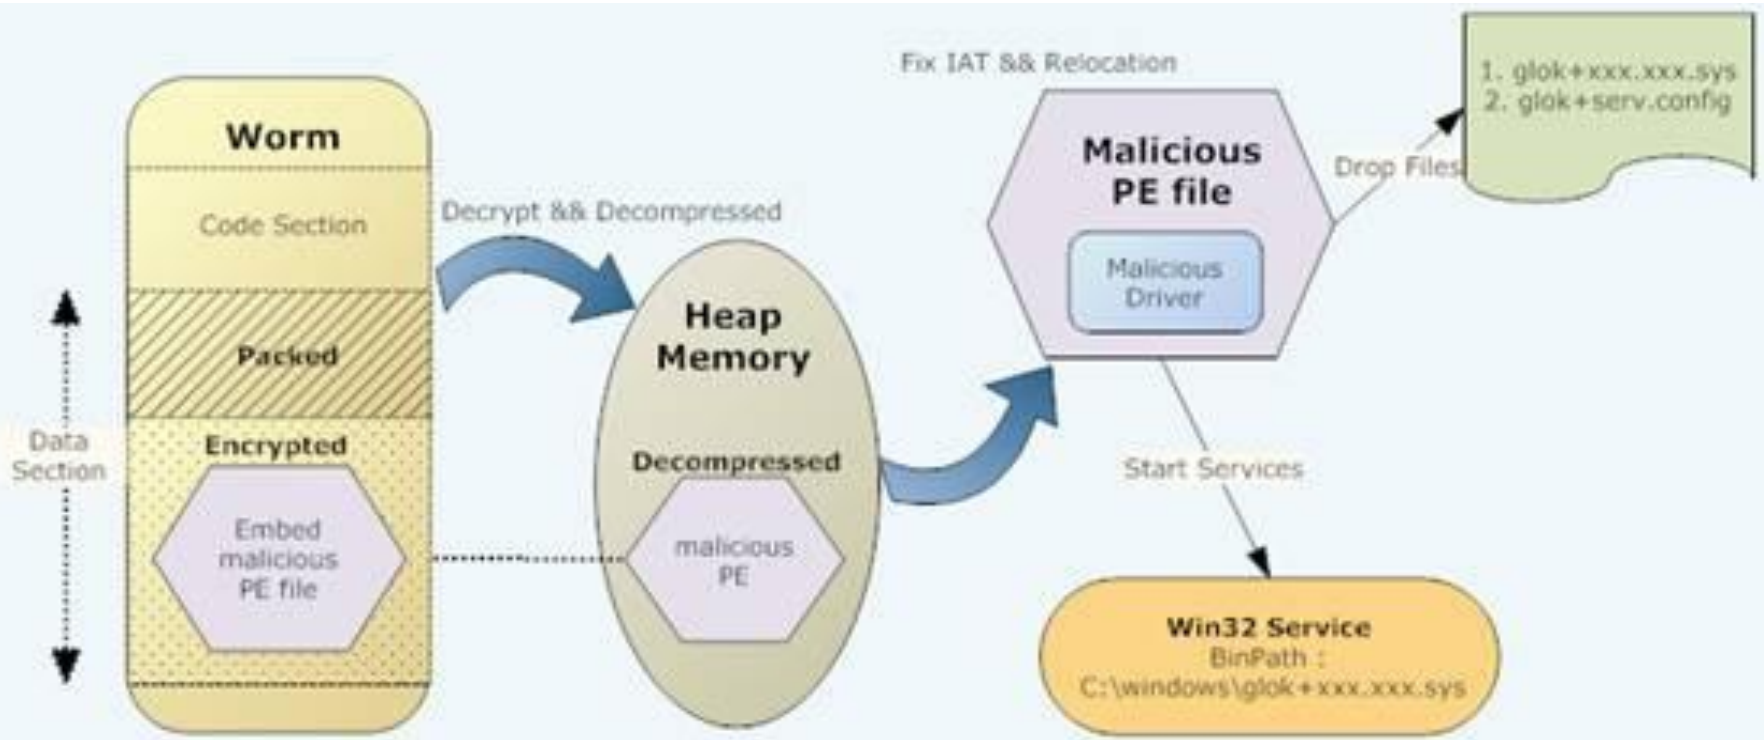 Worm
Code Section
Packed
Data
Section
Encrypted
Embed
malicious
PE file
Decrypt && Decompressed
Heap
Memory
Decompressed
malicious
PE
Fix IAT && Relocation
Malicious
PE file
Malicious
Driver
Drop Files
1. glok+xxx.xxx.sys
2. glok+serv.config
Start Services
Win32 Service
BinPath :
C:\windows\glok+xxx.xxx.sys